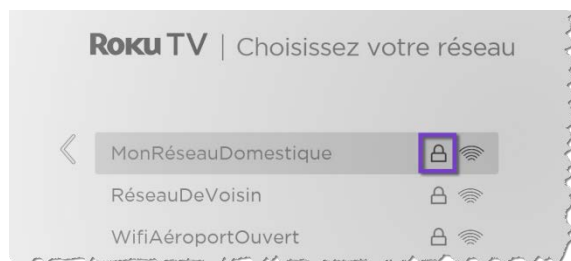 Roku TV | Choisissez votre réseau
MonRéseauDomestique
RéseauDeVoisin
WifiAéroportOuvert